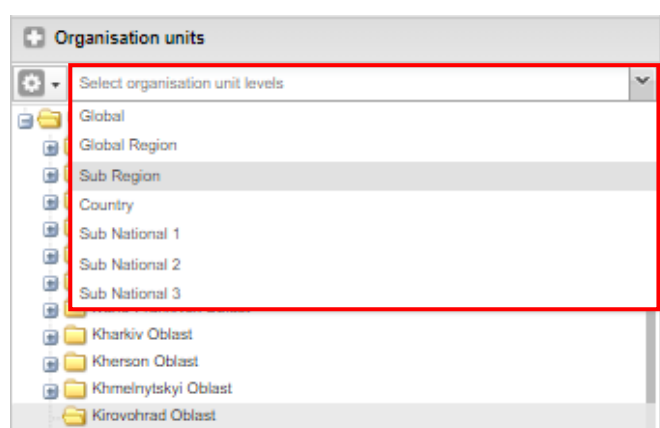 Organisation units
Select organisation unit levels
Global
Global Region
Sub Region
Country
Sub National 1
Sub National 2
Sub National 3
Kharkiv Oblast
Kherson Oblast
Khmelnytskyi Oblast
Kirovohrad Oblast